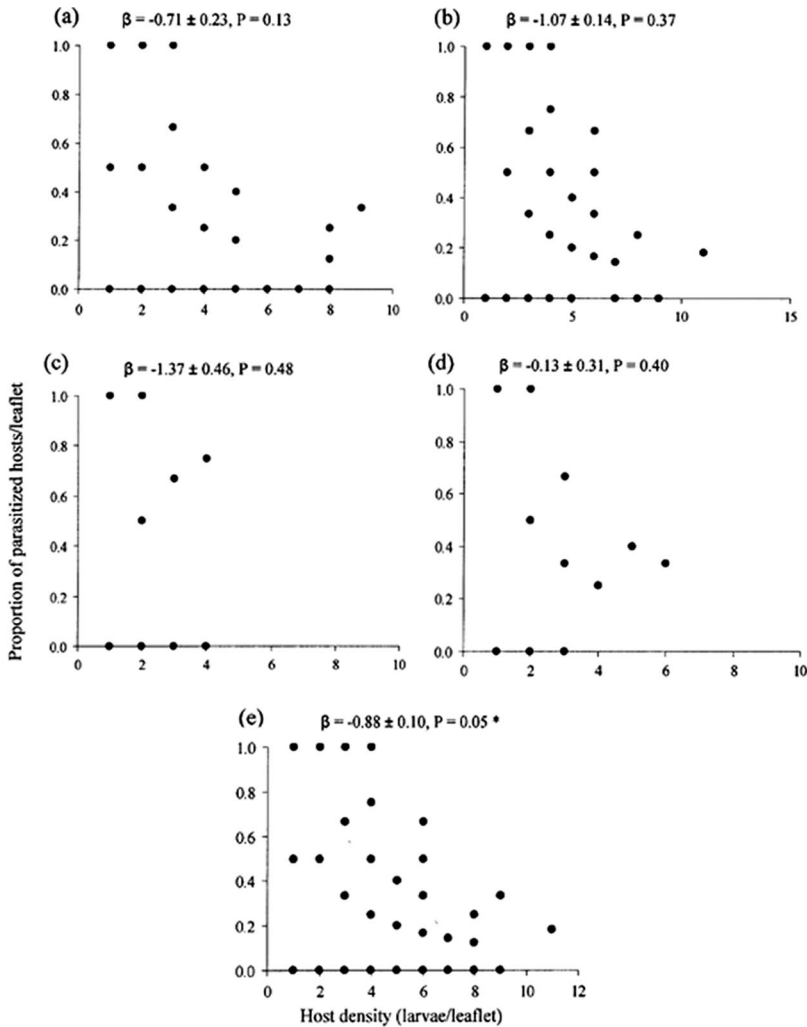 (a)
β = -0.71 ± 0.23, P = 0.13
1.0
0.8
0.6
0.4
0.2
0.0
0 2 4 6 8 10
(b)
β = -1.07 ± 0.14, P = 0.37
1.0
0.8
0.6
0.4
0.2
0.0
0 5 10 15
(c)
β = -1.37 ± 0.46, P = 0.48
1.0
0.8
0.6
0.4
0.2
0.0
0 2 4 6 8 10
(d)
β = -0.13 ± 0.31, P = 0.40
1.0
0.8
0.6
0.4
0.2
0.0
0 2 4 6 8 10
Proportion of parasitized hosts/leaflet
(e)
β = -0.88 ± 0.10, P = 0.05 *
1.0
0.8
0.6
0.4
0.2
0.0
0 2 4 6 8 10 12
Host density (larvae/leaflet)